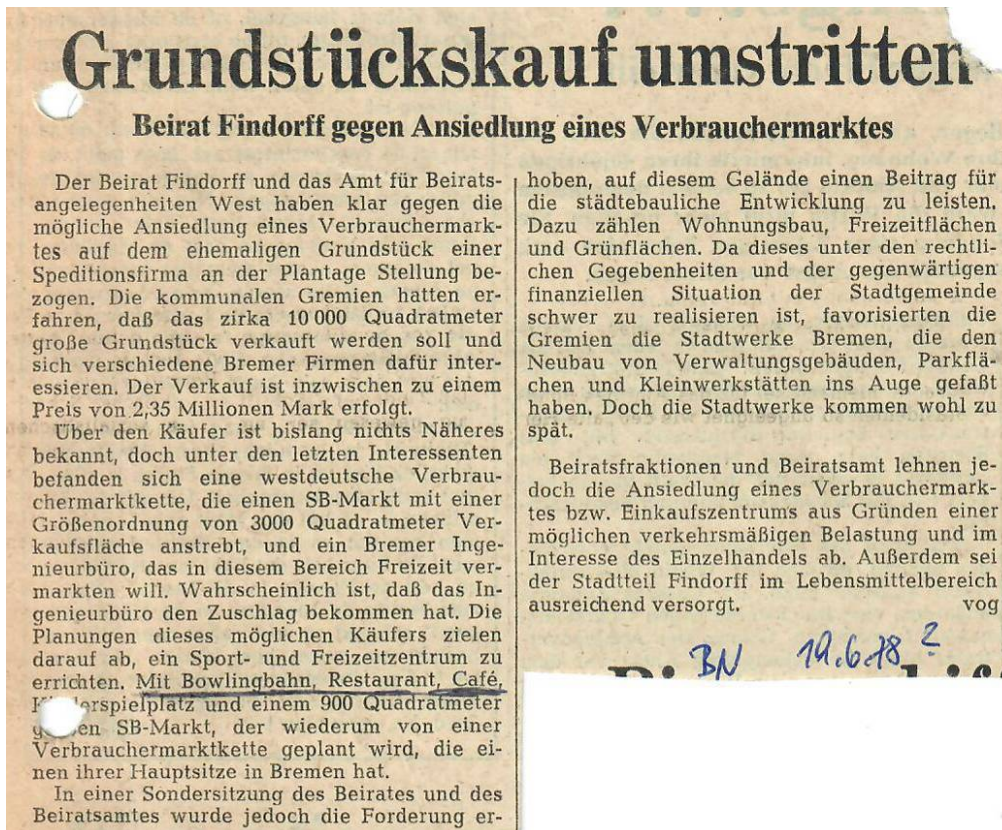 Grundstückskauf umstritten
Beirat Findorff gegen Ansiedlung eines Verbrauchermarktes
Der Beirat Findorff und das Amt für Beirats-
angelegenheiten West haben klar gegen die
mögliche Ansiedlung eines Verbrauchermark-
tes auf dem ehemaligen Grundstück einer
Speditionsfirma an der Plantage Stellung be-
zogen. Die kommunalen Gremien hatten er-
fahren, daß das zirka 10 000 Quadratmeter
große Grundstück verkauft werden soll und
sich verschiedene Bremer Firmen dafür inter-
essieren. Der Verkauf ist inzwischen zu einem
Preis von 2,35 Millionen Mark erfolgt.
Über den Käufer ist bislang nichts Näheres
bekannt, doch unter den letzten Interessenten
befanden sich eine westdeutsche Verbrau-
chermarktkette, die einen SB-Markt mit einer
Größenordnung von 3000 Quadratmeter Ver-
kaufsfläche anstrebt, und ein Bremer Inge-
nieurbüro, das in diesem Bereich Freizeit ver-
markten will. Wahrscheinlich ist, daß das In-
genieurbüro den Zuschlag bekommen hat. Die
Planungen dieses möglichen Käufers zielen
darauf ab, ein Sport- und Freizeitzentrum zu
errichten. Mit Bowlingbahn, Restaurant, Café,
erspielplatz und einem 900 Quadratmeter
en SB-Markt, der wiederum von einer
Verbrauchermarktkette geplant wird, die ei-
nen ihrer Hauptsitze in Bremen hat.
In einer Sondersitzung des Beirates und des
Beiratsamtes wurde jedoch die Forderung er-
hoben, auf diesem Gelände einen Beitrag für
die städtebauliche Entwicklung zu leisten.
Dazu zählen Wohnungsbau, Freizeitflächen
und Grünflächen. Da dieses unter den rechtli-
chen Gegebenheiten und der gegenwärtigen
finanziellen Situation der Stadtgemeinde
schwer zu realisieren ist, favorisierten die
Gremien die Stadtwerke Bremen, die den
Neubau von Verwaltungsgebäuden, Parkflä-
chen und Kleinwerkstätten ins Auge gefaßt
haben. Doch die Stadtwerke kommen wohl zu
spät.
Beiratsfraktionen und Beiratsamt lehnen je-
doch die Ansiedlung eines Verbrauchermark-
tes bzw. Einkaufszentrums aus Gründen einer
möglichen verkehrsmäßigen Belastung und im
Interesse des Einzelhandels ab. Außerdem sei
der Stadtteil Findorff im Lebensmittelbereich
ausreichend versorgt. vog
BN 19.6.78 ?